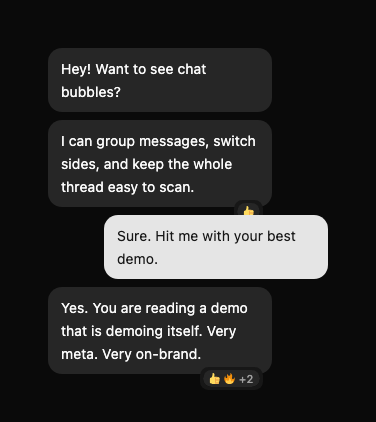 Hey! Want to see chat
bubbles?
I can group messages, switch
sides, and keep the whole
thread easy to scan.
👍
Sure. Hit me with your best
demo.
Yes. You are reading a demo
that is demoing itself. Very
meta. Very on-brand.
👍🔥 +2